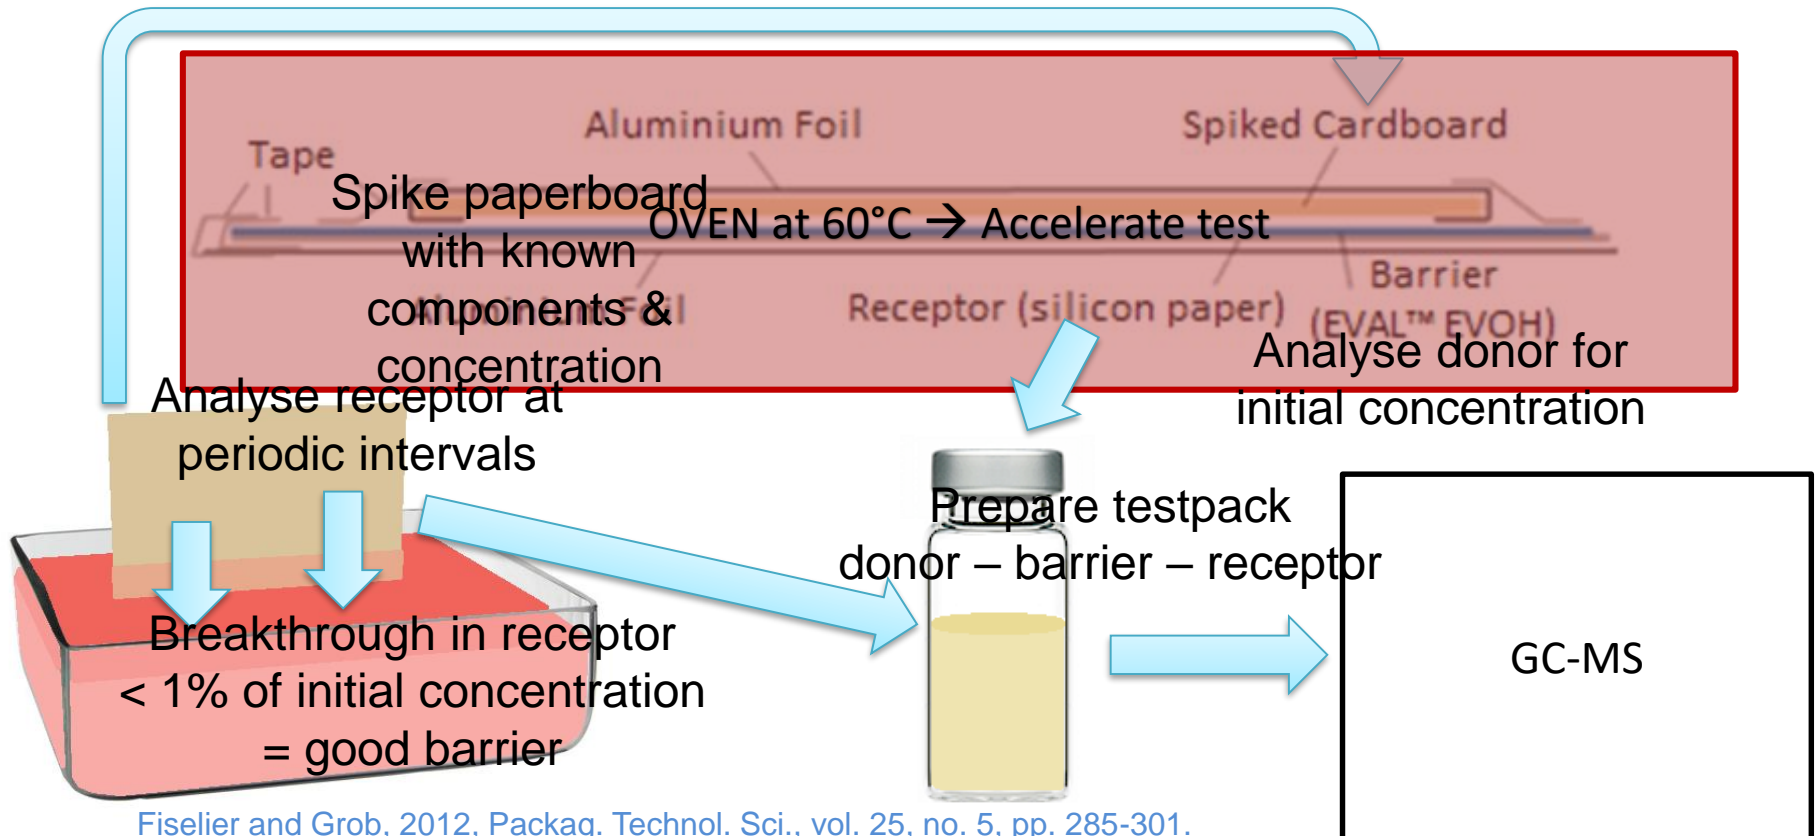 Aluminium Foil
Spiked Cardboard
Tape
Spike paperboard
with known
components &
concentration
OVEN at 60°C → Accelerate test
Aluminium Foil
Receptor (silicon paper)
Barrier
(EVAL™ EVOH)
Analyse donor for
initial concentration
Analyse receptor at
periodic intervals
Prepare testpack
donor – barrier – receptor
Breakthrough in receptor
< 1% of initial concentration
= good barrier
GC-MS
Fiselier and Grob, 2012, Packag. Technol. Sci., vol. 25, no. 5, pp. 285-301.